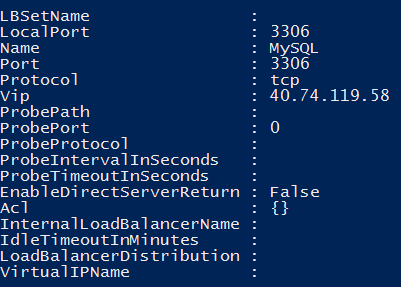 LBSetName :
LocalPort : 3306
Name : MySQL
Port : 3306
Protocol : tcp
Vip : 40.74.119.58
ProbePath :
ProbePort : 0
ProbeProtocol :
ProbeIntervalInSeconds :
ProbeTimeoutInSeconds :
EnableDirectServerReturn : False
Acl : {}
InternalLoadBalancerName :
IdleTimeoutInMinutes :
LoadBalancerDistribution :
VirtualIPName :